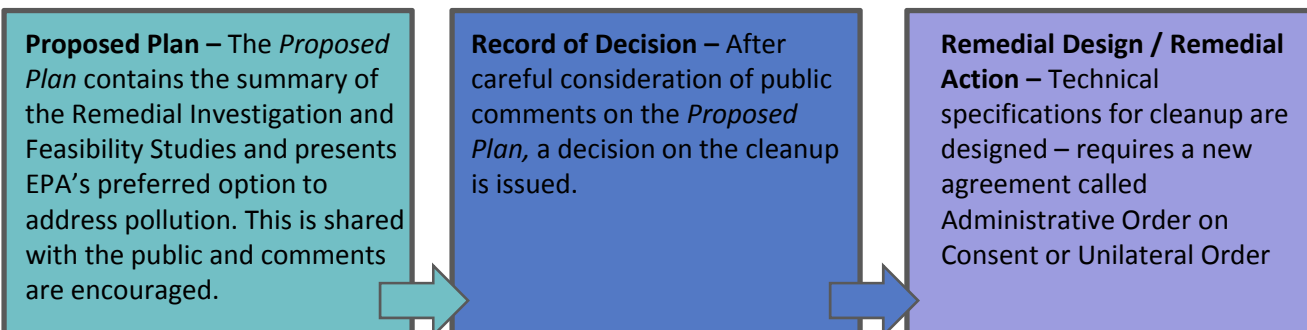 Proposed Plan – The Proposed
Plan contains the summary of
the Remedial Investigation and
Feasibility Studies and presents
EPA’s preferred option to
address pollution. This is shared
with the public and comments
are encouraged.
Record of Decision – After
careful consideration of public
comments on the Proposed
Plan, a decision on the cleanup
is issued.
Remedial Design / Remedial
Action – Technical
specifications for cleanup are
designed – requires a new
agreement called
Administrative Order on
Consent or Unilateral Order